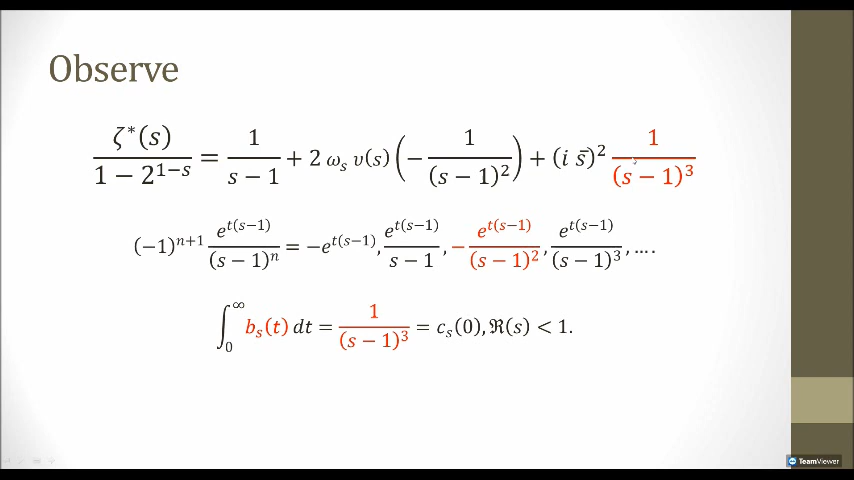 Observe
ζ*(s) / (1 − 2^{1−s}) = 1/(s − 1) + 2 ω_s υ(s) (− 1/(s − 1)^2) + (i s̄)^2 1/(s − 1)^3
(−1)^{n+1} e^{t(s−1)}/(s − 1)^n = −e^{t(s−1)}, e^{t(s−1)}/(s − 1), − e^{t(s−1)}/(s − 1)^2, e^{t(s−1)}/(s − 1)^3, … .
∫_0^∞ b_s(t) dt = 1/(s − 1)^3 = c_s(0), ℜ(s) < 1.
TeamViewer